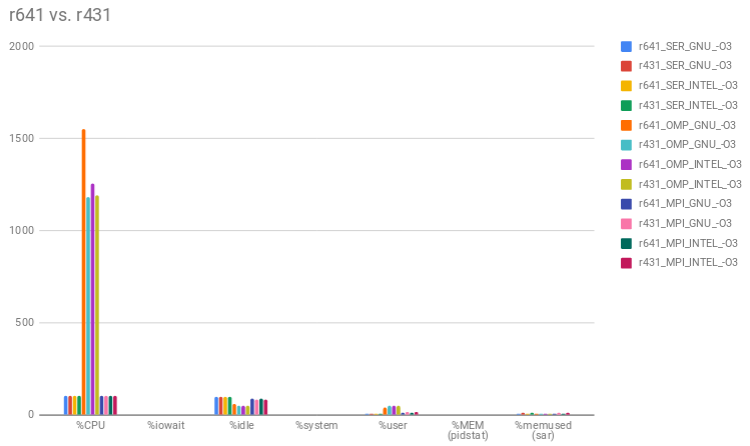 r641 vs. r431
2000
1500
1000
500
0
%CPU
%iowait
%idle
%system
%user
%MEM
(pidstat)
%memused
(sar)
r641_SER_GNU_-O3
r431_SER_GNU_-O3
r641_SER_INTEL_-O3
r431_SER_INTEL_-O3
r641_OMP_GNU_-O3
r431_OMP_GNU_-O3
r641_OMP_INTEL_-O3
r431_OMP_INTEL_-O3
r641_MPI_GNU_-O3
r431_MPI_GNU_-O3
r641_MPI_INTEL_-O3
r431_MPI_INTEL_-O3